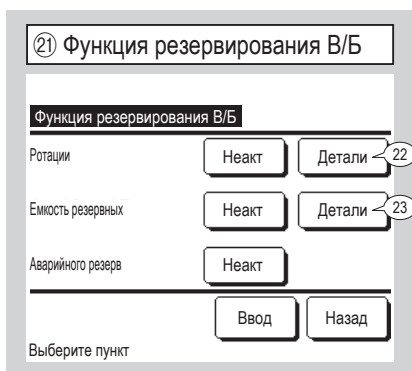 ㉑ Функция резервирования В/Б
Функция резервирования В/Б
Ротации Неакт Детали 22
Емкость резервных Неакт Детали 23
Аварийного резерв Неакт
Ввод Назад
Выберите пункт